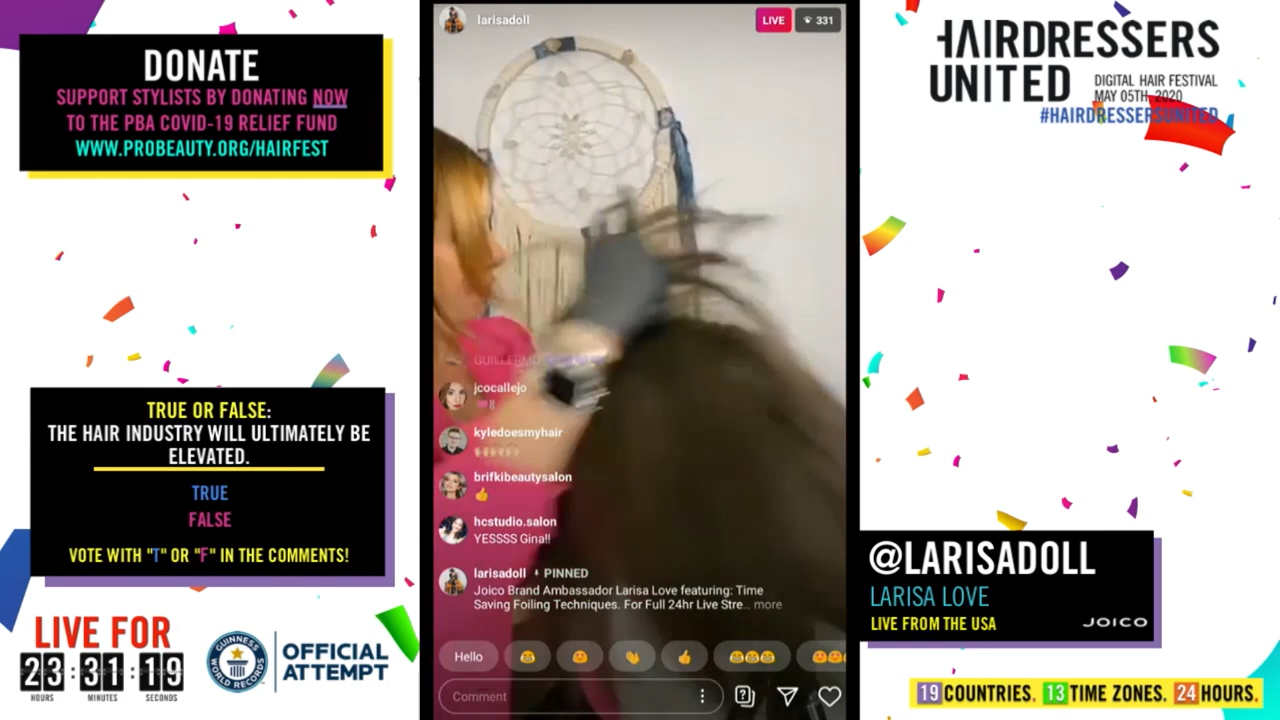 DONATE
SUPPORT STYLISTS BY DONATING NOW
TO THE PBA COVID-19 RELIEF FUND
WWW.PROBEAUTY.ORG/HAIRFEST
TRUE OR FALSE:
THE HAIR INDUSTRY WILL ULTIMATELY BE
ELEVATED.
TRUE
FALSE
VOTE WITH "T" OR "F" IN THE COMMENTS!
LIVE FOR
23:31:19
HOURS MINUTES SECONDS
GUINNESS
WORLD RECORDS
OFFICIAL
ATTEMPT
larisadoll
LIVE 331
GUILLERMO
jcocallejo
kyledoesmyhair
🙌🏼🙌🏼🙌🏼🙌🏼
brifkibeautysalon
👍
hcstudio.salon
YESSSS Gina!!
larisadoll PINNED
Joico Brand Ambassador Larisa Love featuring: Time
Saving Foiling Techniques. For Full 24hr Live Stre... more
Hello
Comment
HAIRDRESSERS
UNITED
DIGITAL HAIR FESTIVAL
MAY 05TH, 2020
#HAIRDRESSERSUNITED
@LARISADOLL
LARISA LOVE
LIVE FROM THE USA
JOICO
19 COUNTRIES. 13 TIME ZONES. 24 HOURS.